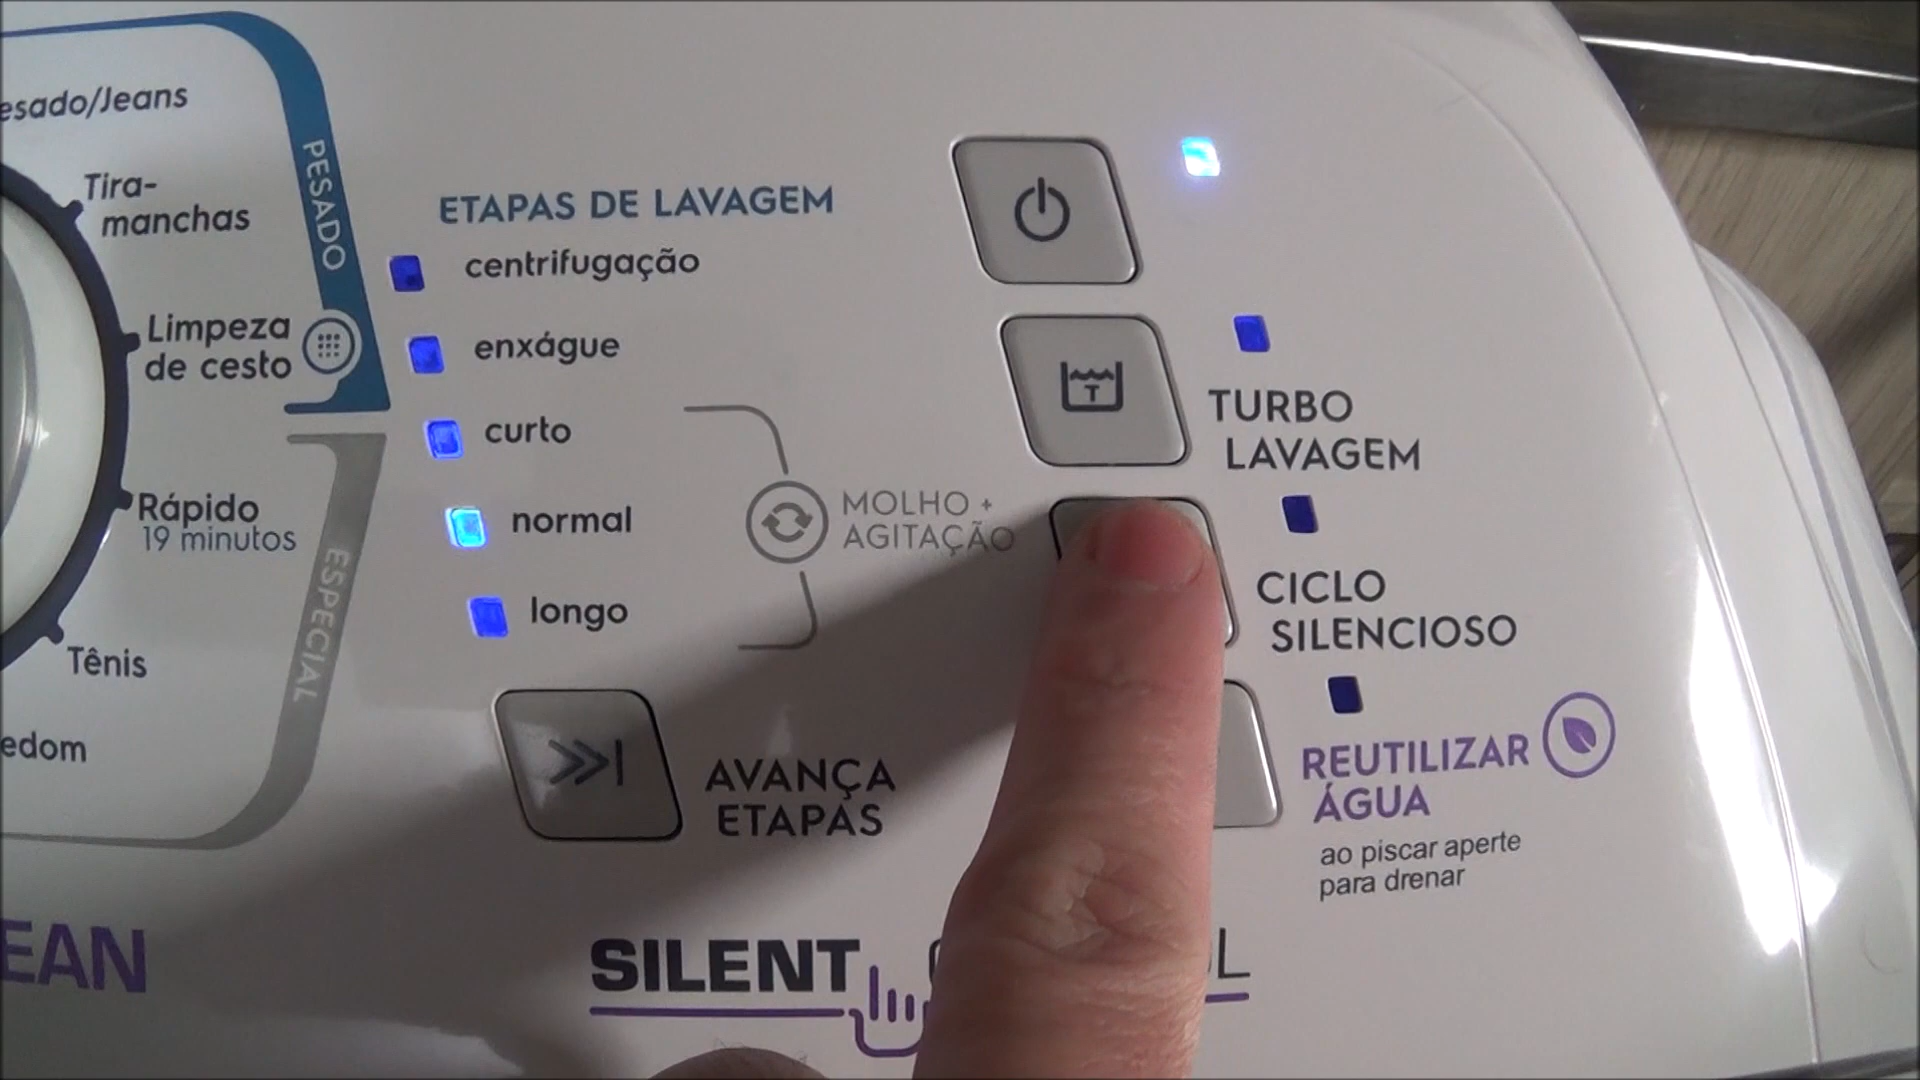 esado/Jeans
Tira-
manchas
Limpeza
de cesto
Rápido
19 minutos
Tênis
edom
PESADO
ESPECIAL
EAN
ETAPAS DE LAVAGEM
centrifugação
enxágue
curto
normal
longo
MOLHO +
AGITAÇÃO
AVANÇA
ETAPAS
T
TURBO
LAVAGEM
CICLO
SILENCIOSO
REUTILIZAR
ÁGUA
ao piscar aperte
para drenar
SILENT